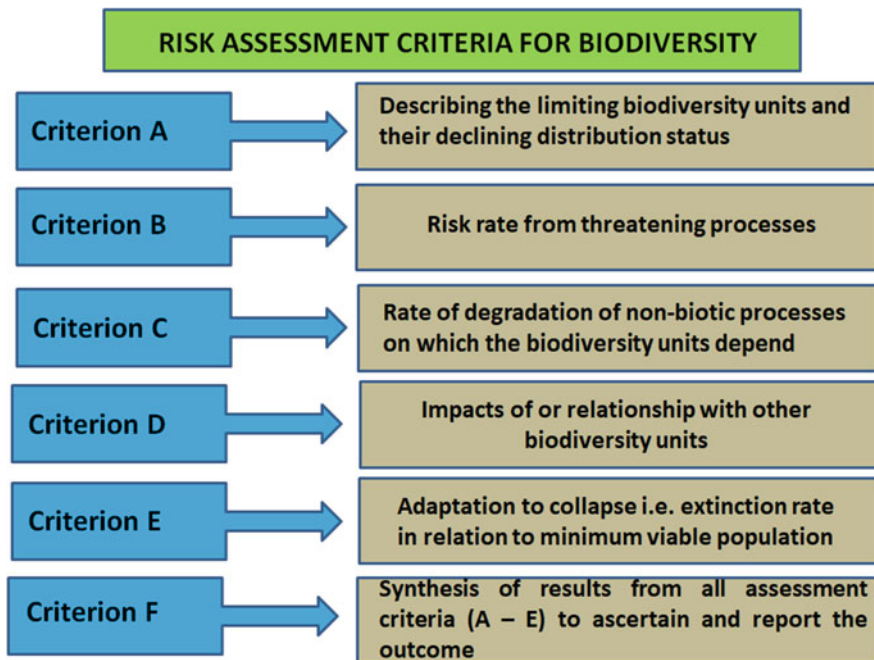 RISK ASSESSMENT CRITERIA FOR BIODIVERSITY
Criterion A
Describing the limiting biodiversity units and
their declining distribution status
Criterion B
Risk rate from threatening processes
Criterion C
Rate of degradation of non-biotic processes
on which the biodiversity units depend
Criterion D
Impacts of or relationship with other
biodiversity units
Criterion E
Adaptation to collapse i.e. extinction rate
in relation to minimum viable population
Criterion F
Synthesis of results from all assessment
criteria (A – E) to ascertain and report the
outcome